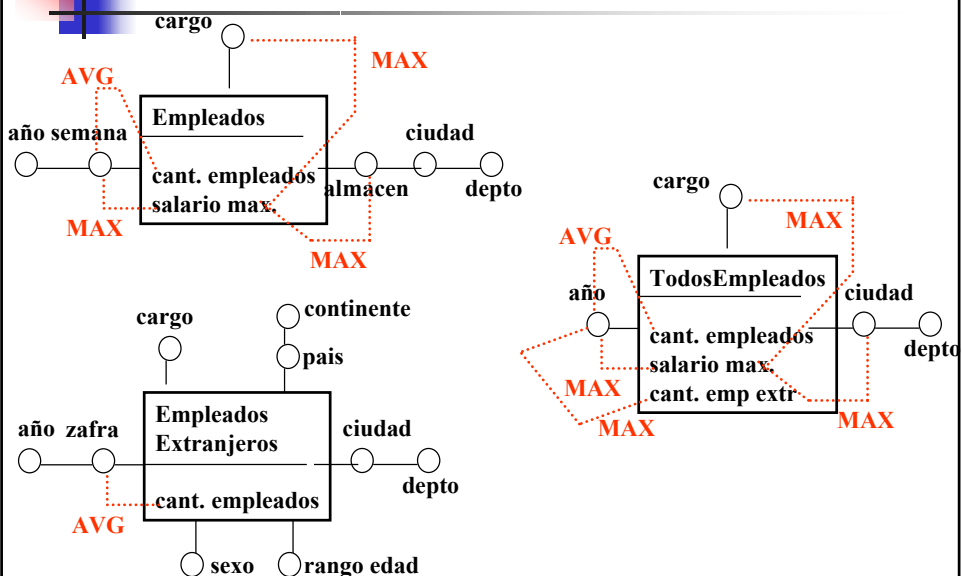 cargo
MAX
AVG
Empleados
año semana
ciudad
cant. empleados
almacen
depto
salario max.
MAX
MAX
cargo
continente
pais
Empleados
Extranjeros
año zafra
ciudad
depto
cant. empleados
AVG
sexo
rango edad
cargo
MAX
AVG
TodosEmpleados
año
ciudad
cant. empleados
depto
salario max.
MAX
cant. emp extr
MAX
MAX